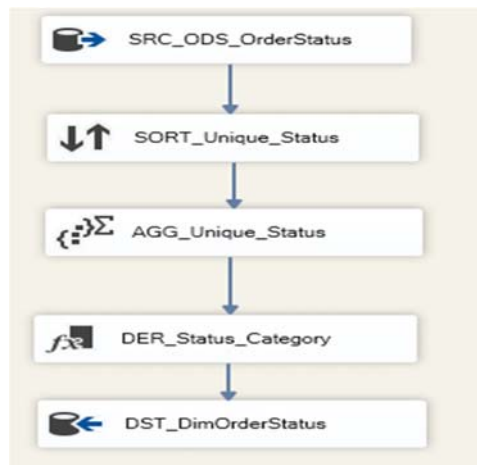 SRC_ODS_OrderStatus
SORT_Unique_Status
AGG_Unique_Status
DER_Status_Category
DST_DimOrderStatus